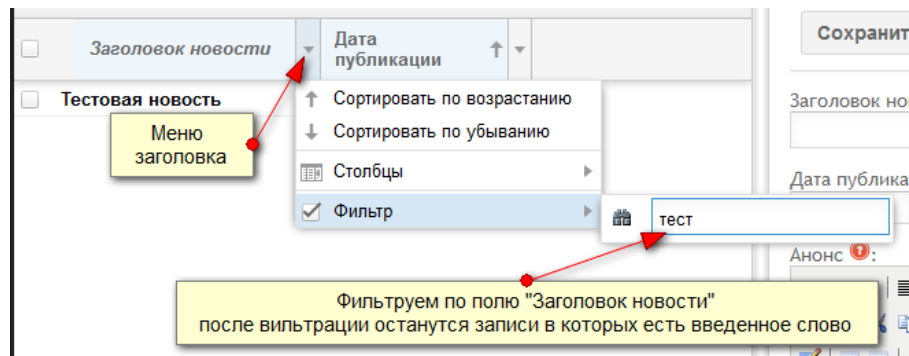 Заголовок новости
Дата
публикации
Сохранит
Тестовая новость
Сортировать по возрастанию
Заголовок но
Меню
заголовка
Сортировать по убыванию
Столбцы
Дата публика
Фильтр
тест
Анонс
Фильтруем по полю "Заголовок новости"
после вильтрации останутся записи в которых есть введенное слово